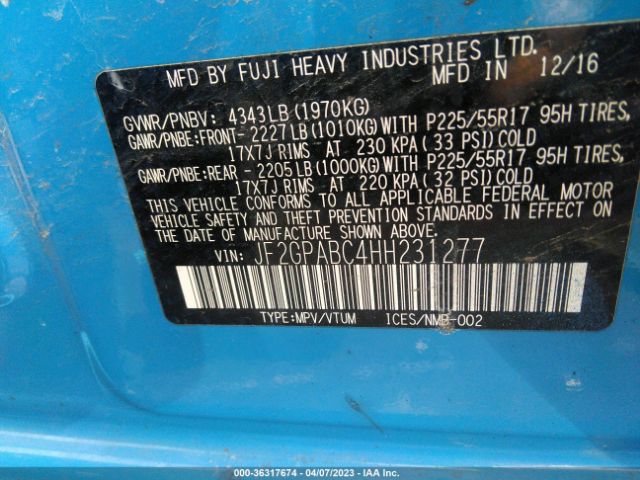 MFD BY FUJI HEAVY INDUSTRIES LTD.
MFD IN 12/16
GVWR/PNBV: 4343LB(1970KG)
GAWR/PNBE:FRONT- 2227LB(1010KG)WITH P225/55R17 95H TIRES,
17X7J RIMS AT 230 KPA( 33 PSI)COLD
GAWR/PNBE:REAR - 2205LB(1000KG)WITH P225/55R17 95H TIRES,
17X7J RIMS AT 220 KPA( 32 PSI)COLD
THIS VEHICLE CONFORMS TO ALL APPLICABLE FEDERAL MOTOR
VEHICLE SAFETY AND THEFT PREVENTION STANDARDS IN
EFFECT ON THE DATE OF MANUFACTURE SHOWN ABOVE.
VIN: JF2GPABC4HH231277
TYPE:MPV/VTUM ICES/NMB-002
000-36317674 - 04/07/2023 - IAA Inc.